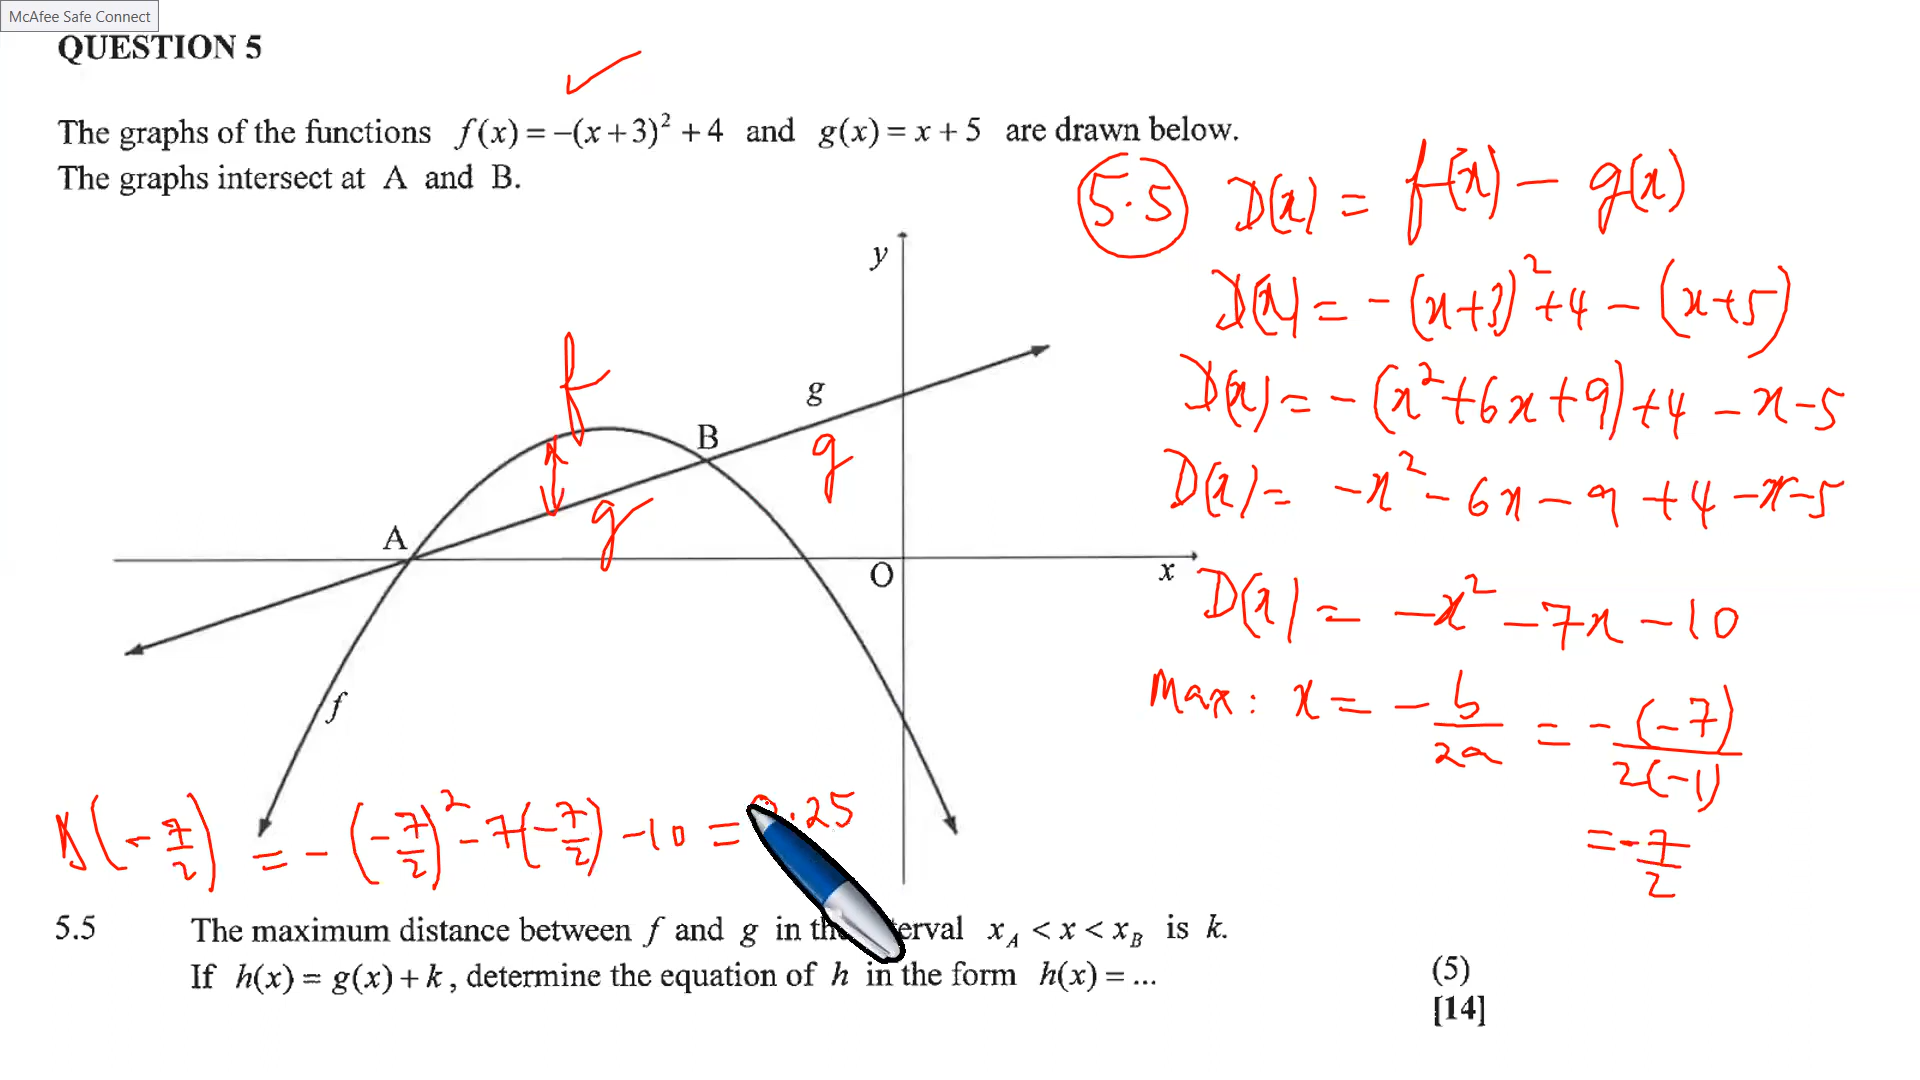 McAfee Safe Connect
QUESTION 5
The graphs of the functions f(x) = −(x+3)² + 4 and g(x) = x + 5 are drawn below.
The graphs intersect at A and B.
5.5 D(x) = f(x) − g(x)
D(x) = −(x+3)² + 4 − (x+5)
D(x) = −(x² + 6x + 9) + 4 − x − 5
D(x) = −x² − 6x − 9 + 4 − x − 5
D(x) = −x² − 7x − 10
Max: x = − b/2a = −(−7)/2(−1)
= − 7/2
y
f
g
g
B
g
A
O
x
f
D(− 7/2) = −(− 7/2)² − 7(− 7/2) − 10 = .25
5.5 The maximum distance between f and g in the x_A < x < x_B is k.
If h(x) = g(x) + k, determine the equation of h in the form h(x) = ...
(5)
[14]